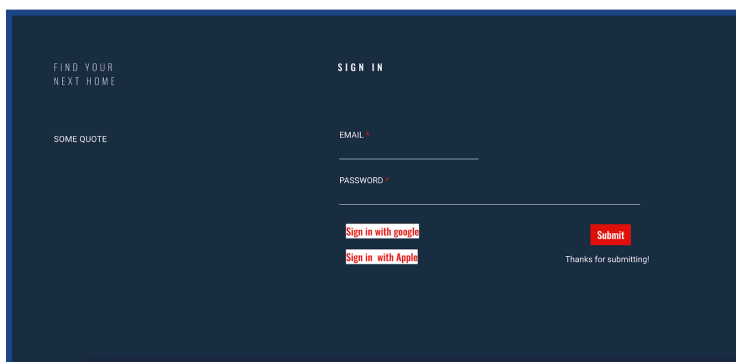 FIND YOUR
NEXT HOME
SOME QUOTE
SIGN IN
EMAIL *
PASSWORD *
Sign in with google
Submit
Sign in  with Apple
Thanks for submitting!